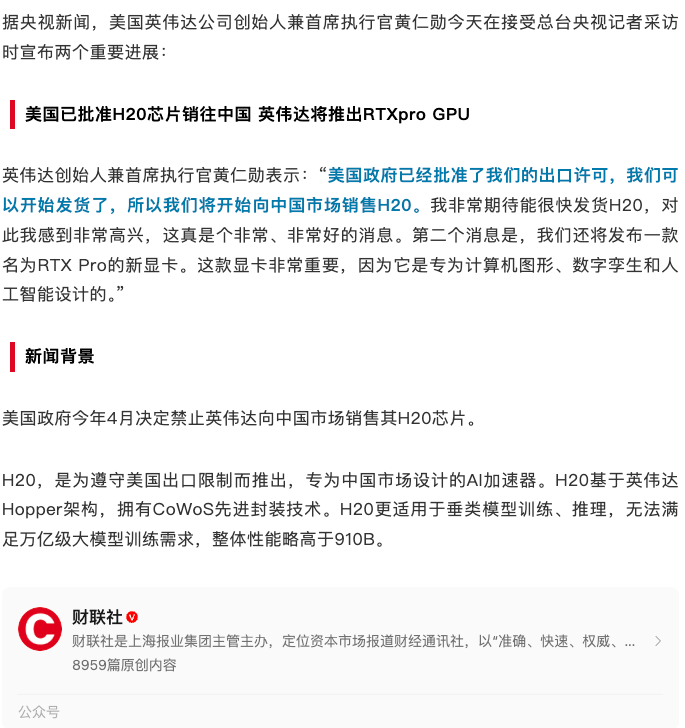 据央视新闻，美国英伟达公司创始人兼首席执行官黄仁勋今天在接受总台央视记者采访
时宣布两个重要进展：
美国已批准H20芯片销往中国 英伟达将推出RTXpro GPU
英伟达创始人兼首席执行官黄仁勋表示：“美国政府已经批准了我们的出口许可，我们可
以开始发货了，所以我们将开始向中国市场销售H20。我非常期待能很快发货H20，对
此我感到非常高兴，这真是个非常、非常好的消息。第二个消息是，我们还将发布一款
名为RTX Pro的新显卡。这款显卡非常重要，因为它是专为计算机图形、数字孪生和人
工智能设计的。”
新闻背景
美国政府今年4月决定禁止英伟达向中国市场销售其H20芯片。
H20，是为遵守美国出口限制而推出，专为中国市场设计的AI加速器。H20基于英伟达
Hopper架构，拥有CoWoS先进封装技术。H20更适用于垂类模型训练、推理，无法满
足万亿级大模型训练需求，整体性能略高于910B。
财联社
财联社是上海报业集团主管主办，定位资本市场报道财经通讯社，以“准确、快速、权威、...
8959篇原创内容
公众号